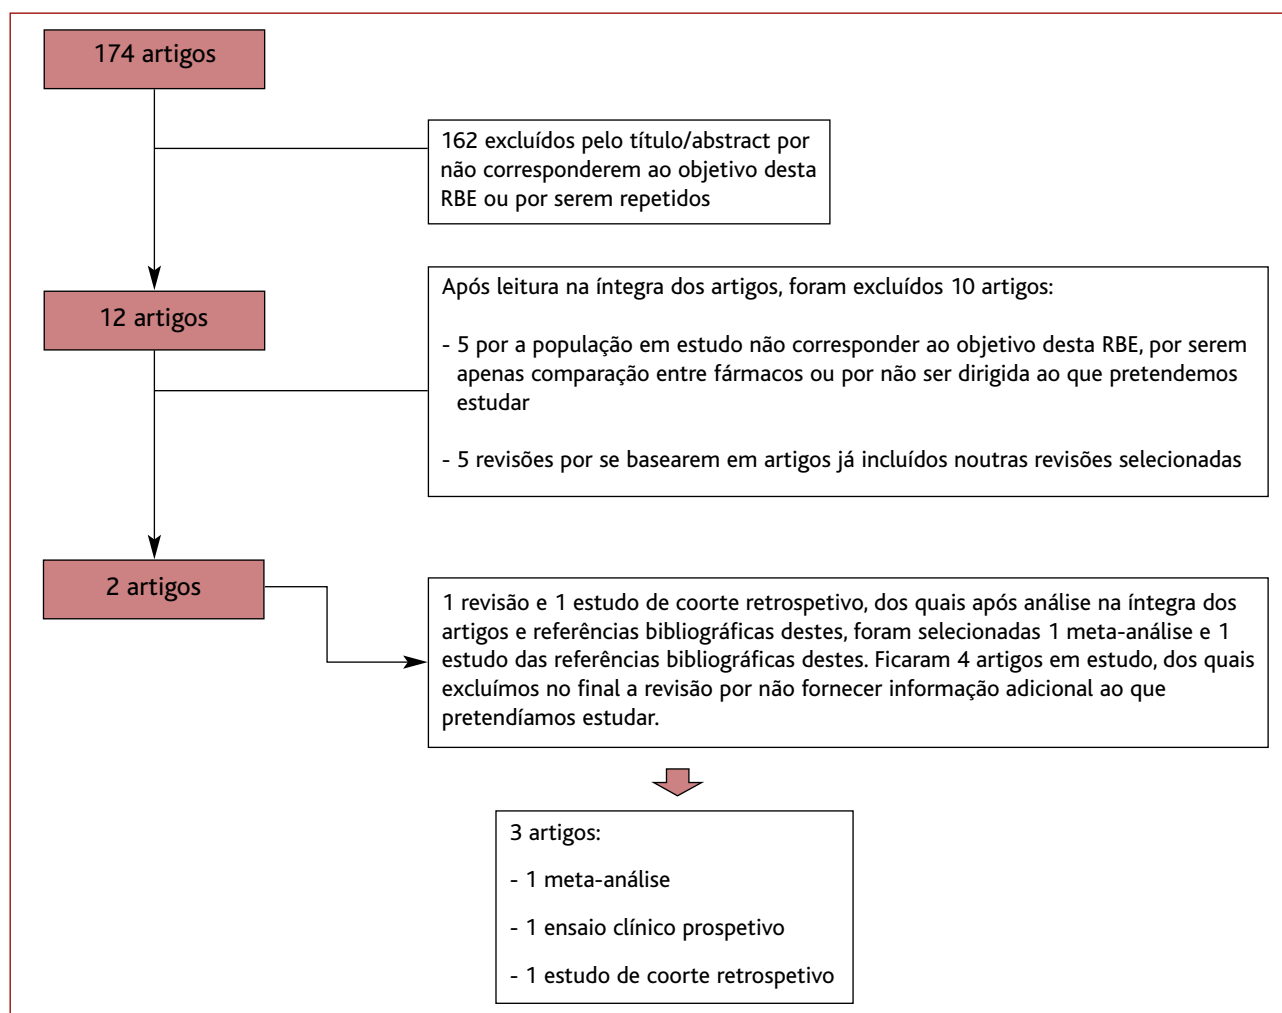 174 artigos
162 excluídos pelo título/abstract por
não corresponderem ao objetivo desta
RBE ou por serem repetidos
12 artigos
Após leitura na íntegra dos artigos, foram excluídos 10 artigos:
- 5 por a população em estudo não corresponder ao objetivo desta RBE, por serem
apenas comparação entre fármacos ou por não ser dirigida ao que pretendemos
estudar
- 5 revisões por se basearem em artigos já incluídos noutras revisões selecionadas
2 artigos
1 revisão e 1 estudo de coorte retrospetivo, dos quais após análise na íntegra dos
artigos e referências bibliográficas destes, foram selecionadas 1 meta-análise e 1
estudo das referências bibliográficas destes. Ficaram 4 artigos em estudo, dos quais
excluímos no final a revisão por não fornecer informação adicional ao que
pretendíamos estudar.
3 artigos:
- 1 meta-análise
- 1 ensaio clínico prospetivo
- 1 estudo de coorte retrospetivo